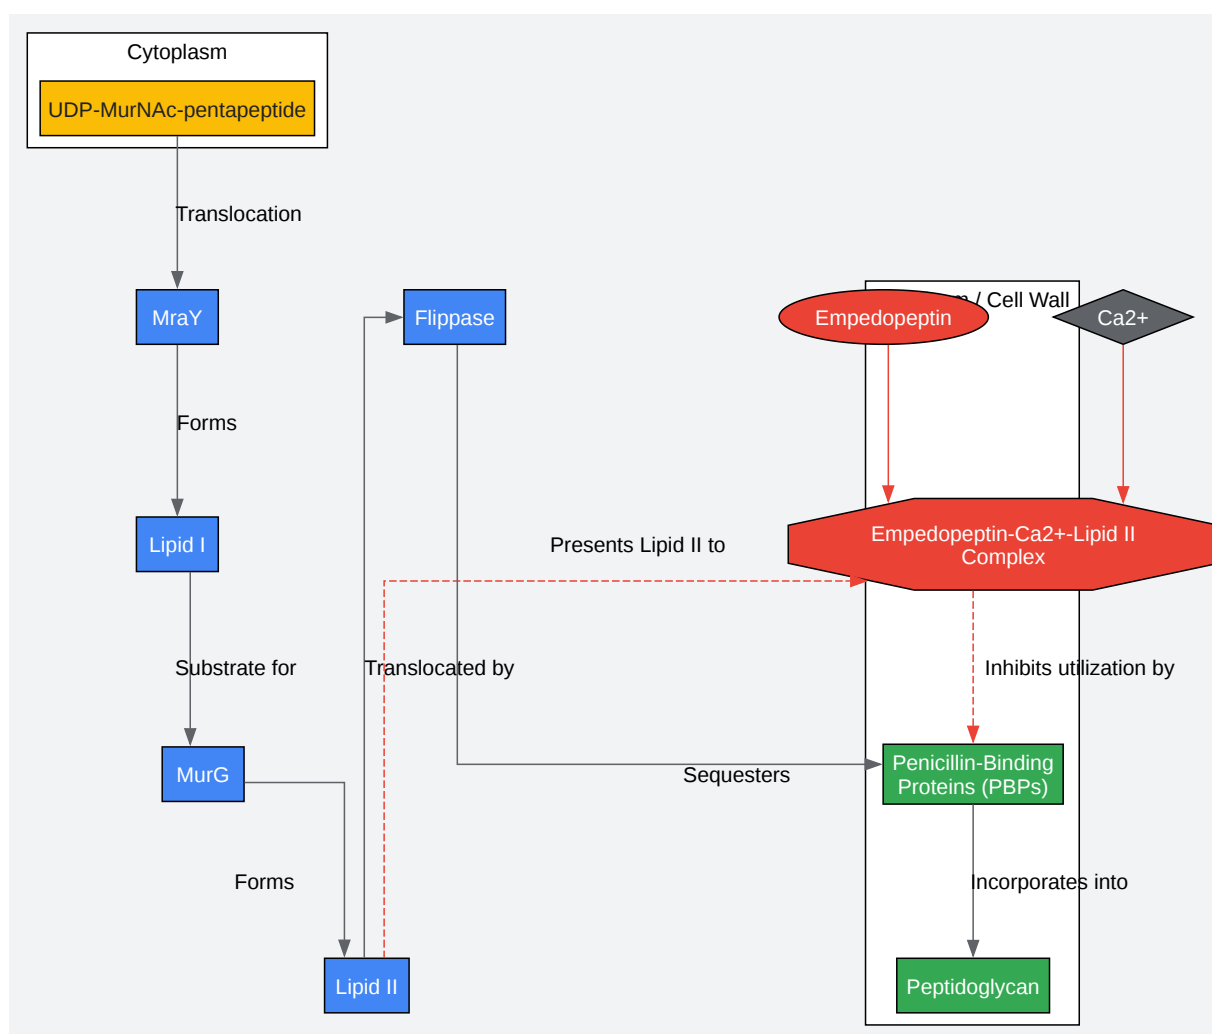 Cytoplasm
UDP-MurNAc-pentapeptide
Translocation
MraY
Flippase
Empedopeptin
/ Cell Wall
Ca2+
Forms
Lipid I
Presents Lipid II to
Empedopeptin-Ca2+-Lipid II
Complex
Substrate for
Translocated by
Inhibits utilization by
MurG
Sequesters
Penicillin-Binding
Proteins (PBPs)
Forms
Incorporates into
Lipid II
Peptidoglycan